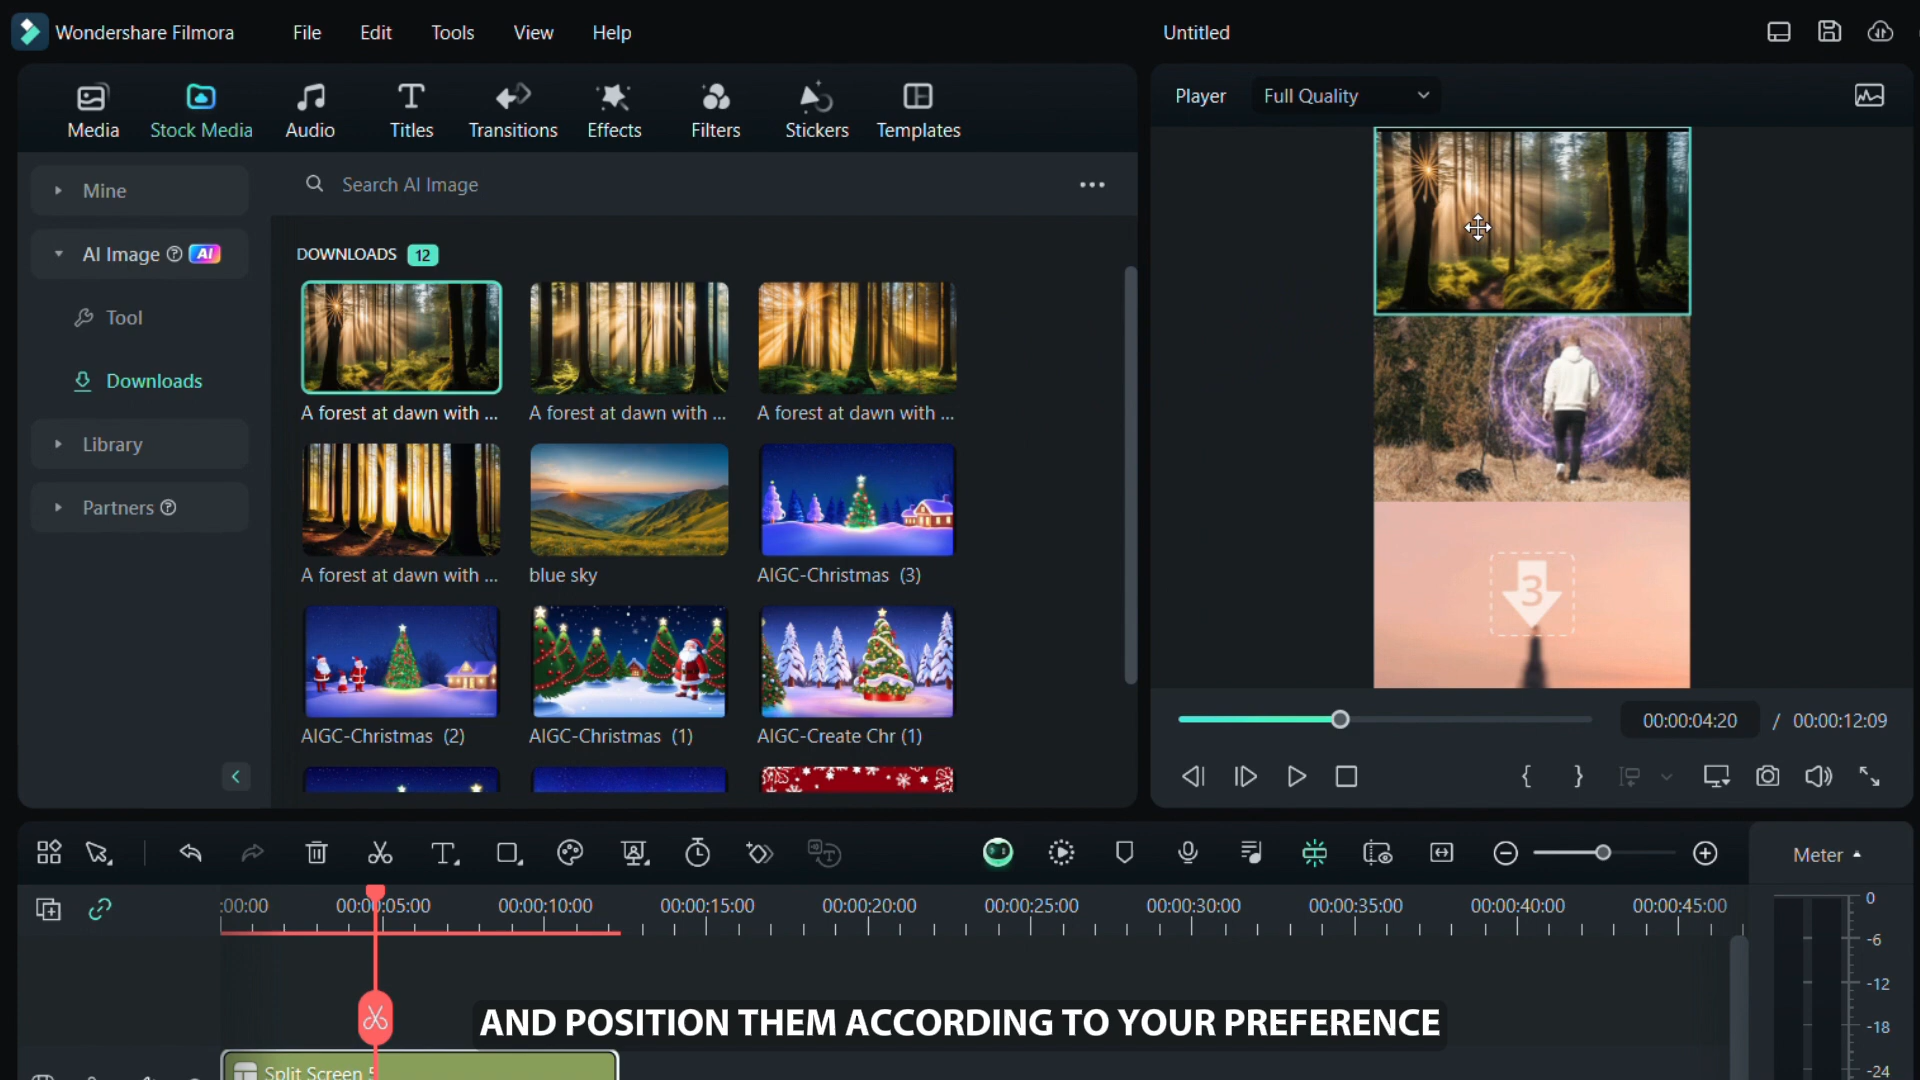 Wondershare Filmora
File
Edit
Tools
View
Help
Untitled
Media
Stock Media
Audio
Titles
Transitions
Effects
Filters
Stickers
Templates
Player
Full Quality
Mine
AI Image
AI
Tool
Downloads
Library
Partners
Search AI Image
DOWNLOADS 12
A forest at dawn with ...
A forest at dawn with ...
A forest at dawn with ...
A forest at dawn with ...
blue sky
AIGC-Christmas (3)
AIGC-Christmas (2)
AIGC-Christmas (1)
AIGC-Create Chr (1)
3
00:00:04:20 / 00:00:12:09
Meter
:00:00
00:00:05:00
00:00:10:00
00:00:15:00
00:00:20:00
00:00:25:00
00:00:30:00
00:00:35:00
00:00:40:00
00:00:45:00
0
-6
-12
-18
-24
AND POSITION THEM ACCORDING TO YOUR PREFERENCE
Split Screen 5